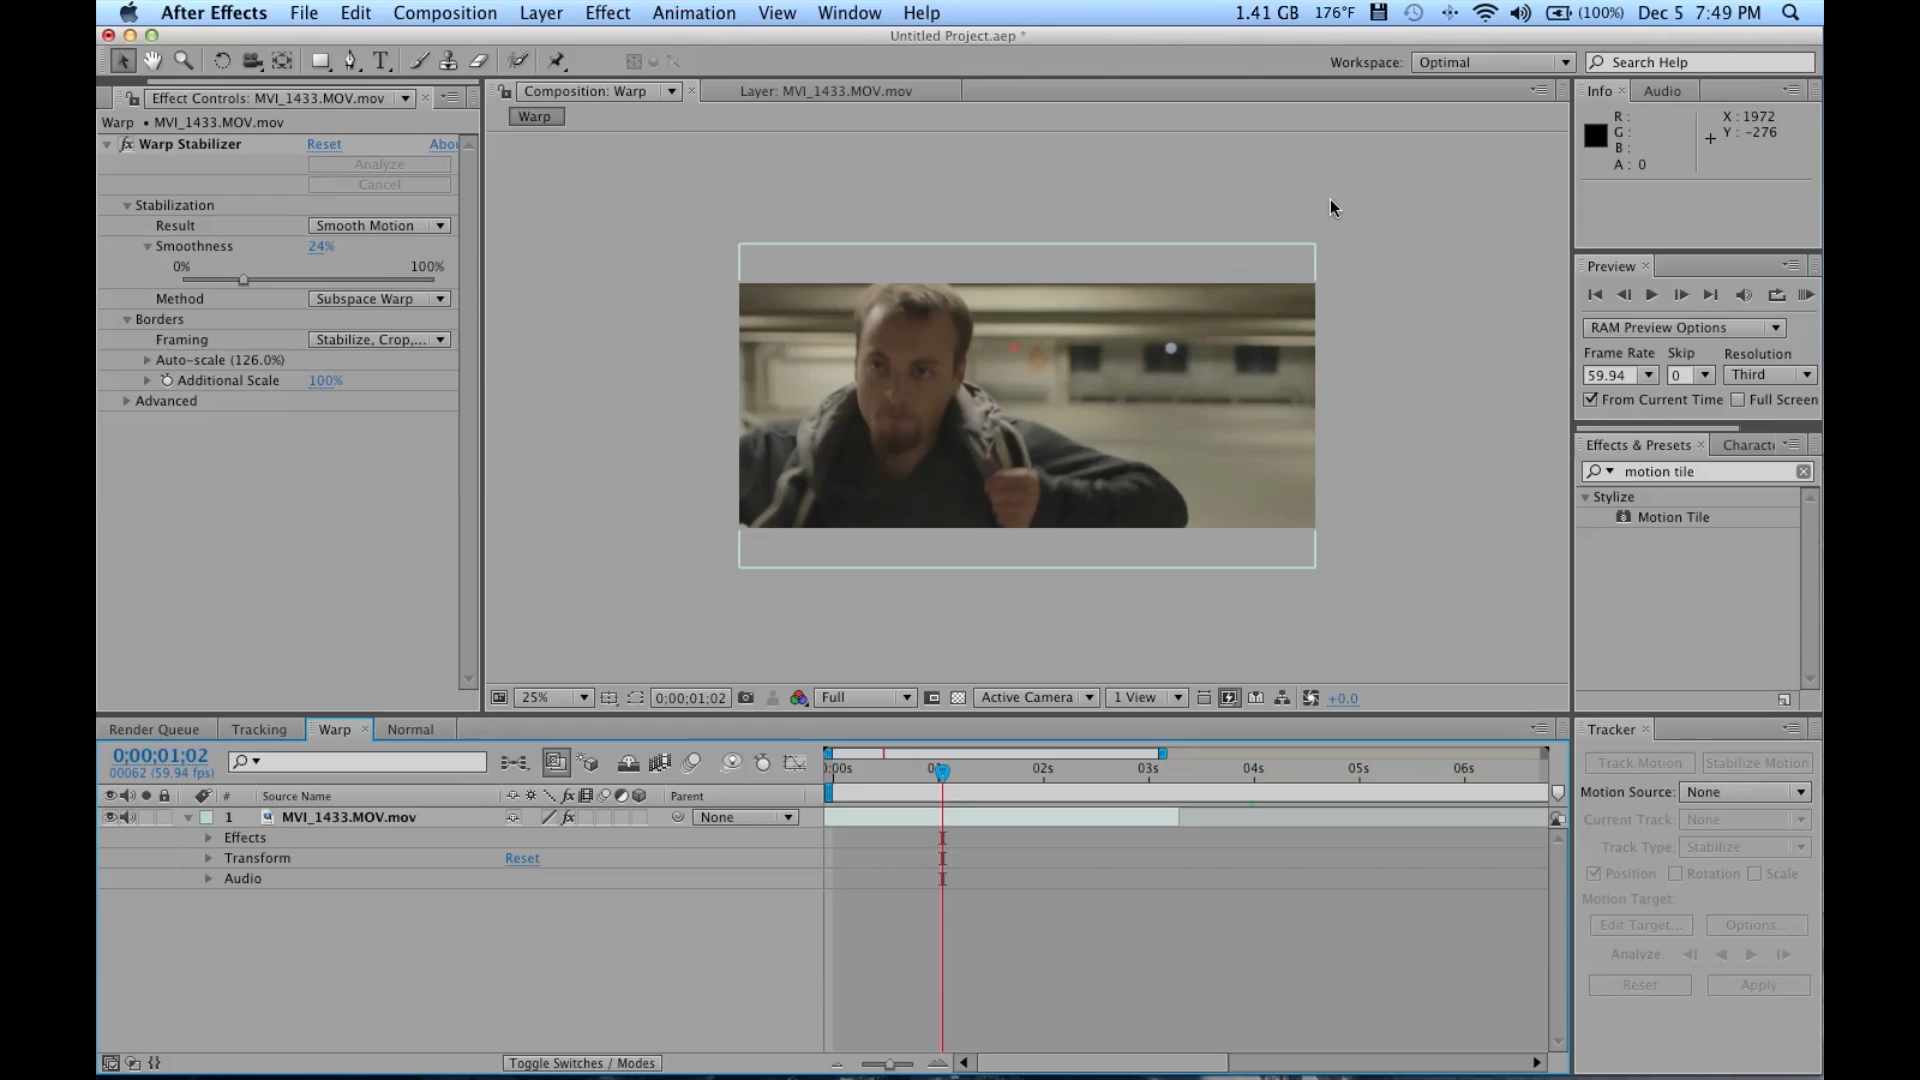 After Effects File Edit Composition Layer Effect Animation View Window Help 1.41 GB 176°F (100%) Dec 5 7:49 PM
Untitled Project.aep *
Workspace: Optimal Search Help
Effect Controls: MVI_1433.MOV.mov
Composition: Warp Layer: MVI_1433.MOV.mov
Info Audio
Warp • MVI_1433.MOV.mov
Warp
R : X : 1972
G : Y : -276
B :
A : 0
fx Warp Stabilizer Reset Abou
Analyze
Cancel
Stabilization
Result Smooth Motion
Smoothness 24%
0% 100%
Method Subspace Warp
Borders
Framing Stabilize, Crop,...
Auto-scale (126.0%)
Additional Scale 100%
Advanced
Preview
RAM Preview Options
Frame Rate Skip Resolution
59.94 0 Third
From Current Time Full Screen
Effects & Presets Characte
motion tile
Stylize
Motion Tile
25% 0;00;01;02 Full Active Camera 1 View +0.0
Render Queue Tracking Warp Normal
0;00;01;02
00062 (59.94 fps)
):00s 02s 03s 04s 05s 06s
# Source Name fx Parent
1 MVI_1433.MOV.mov fx None
Effects
Transform Reset
Audio
Toggle Switches / Modes
Tracker
Track Motion Stabilize Motion
Motion Source: None
Current Track: None
Track Type: Stabilize
Position Rotation Scale
Motion Target:
Edit Target... Options...
Analyze:
Reset Apply